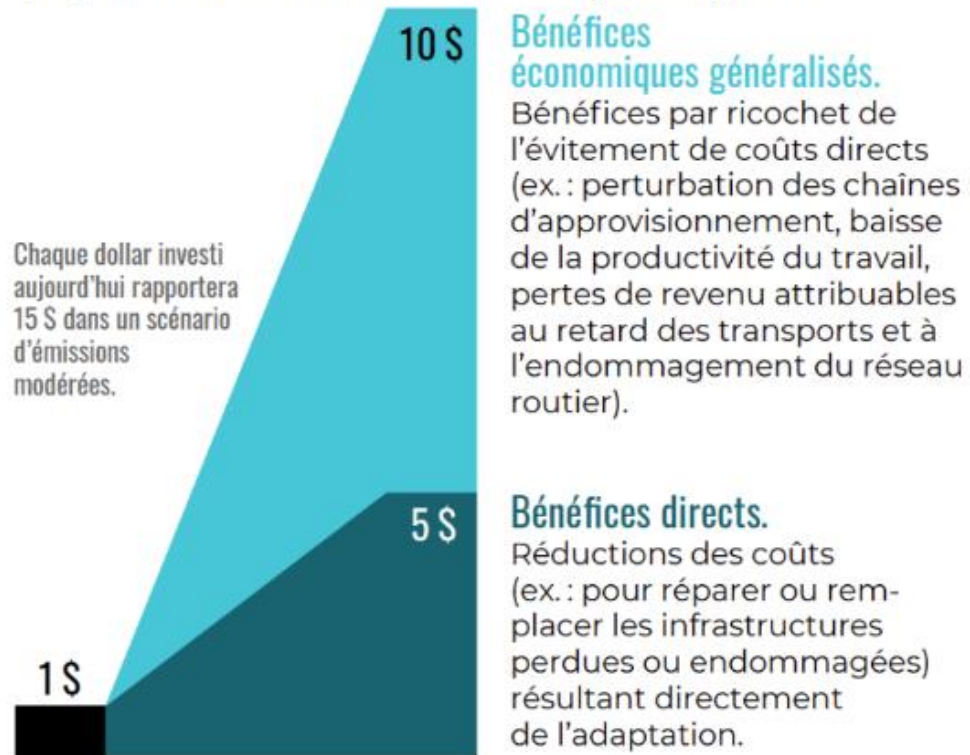 10 $
Bénéfices
économiques généralisés.
Bénéfices par ricochet de
l'évitement de coûts directs
(ex. : perturbation des chaînes
d'approvisionnement, baisse
de la productivité du travail,
pertes de revenu attribuables
au retard des transports et à
l'endommagement du réseau
routier).
Chaque dollar investi
aujourd'hui rapportera
15 $ dans un scénario
d'émissions
modérées.
5 $
Bénéfices directs.
Réductions des coûts
(ex. : pour réparer ou rem-
placer les infrastructures
perdues ou endommagées)
résultant directement
de l'adaptation.
1 $